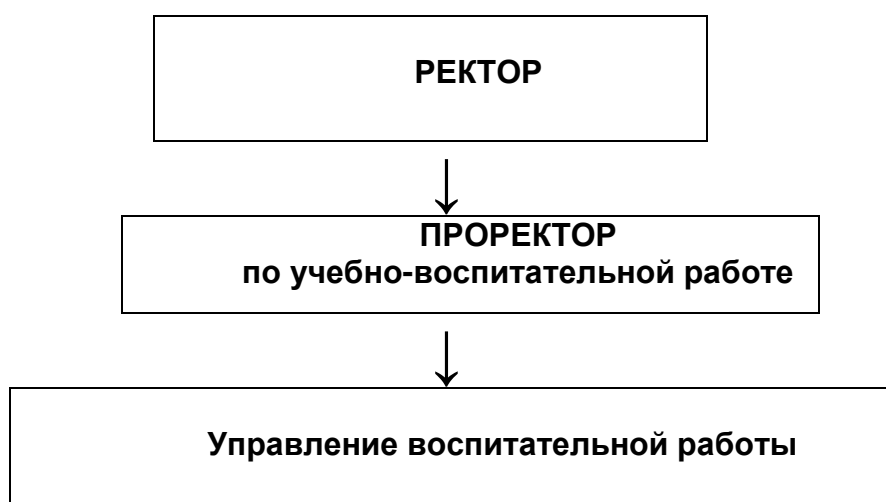 РЕКТОР
ПРОРЕКТОР
по учебно-воспитательной работе
Управление воспитательной работы